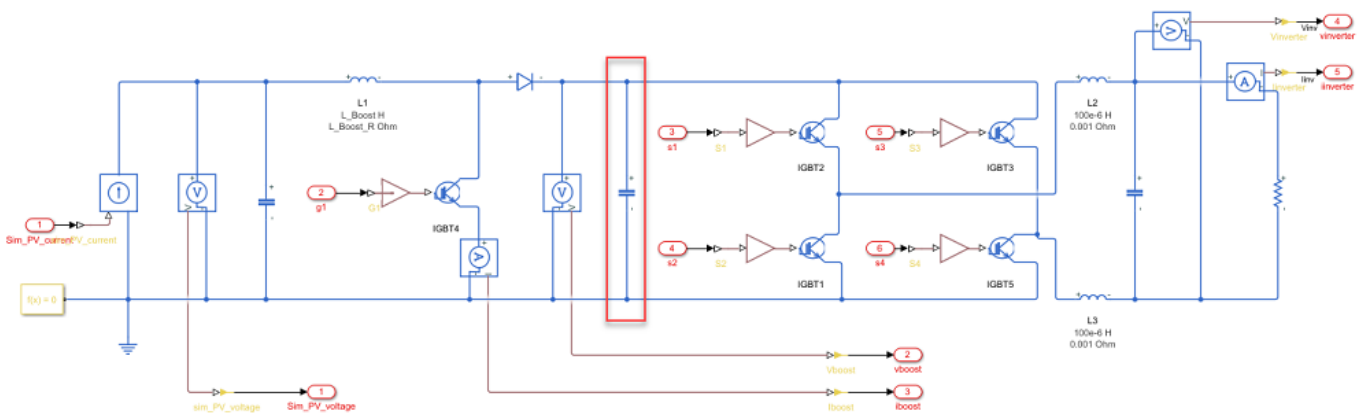 V
Vinv
4
Vinverter
vinverter
A
I
Iinv
5
Iinverter
iinverter
L1
L_Boost H
L_Boost_R Ohm
L2
100e-6 H
0.001 Ohm
3
s1
S1
IGBT2
5
s3
S3
IGBT3
V
V
2
g1
G1
IGBT4
1
Sim_PV_current
PV_current
4
s2
S2
IGBT1
6
s4
S4
IGBT5
A
f(x) = 0
L3
100e-6 H
0.001 Ohm
Vboost
2
vboost
sim_PV_voltage
1
Sim_PV_voltage
Iboost
3
iboost